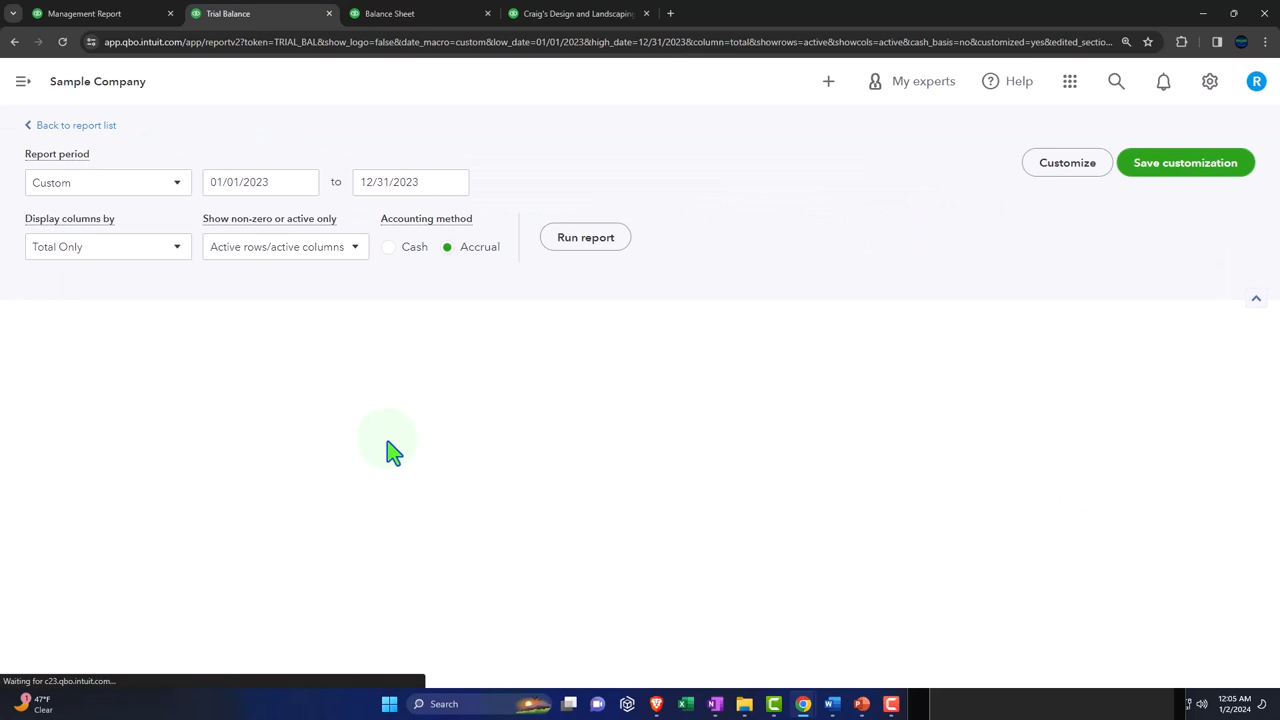 Management Report
Trial Balance
Balance Sheet
Craig's Design and Landscaping
app.qbo.intuit.com/app/reportv2?token=TRIAL_BAL&show_logo=false&date_macro=custom&low_date=01/01/2023&high_date=12/31/2023&column=total&showrows=active&showcols=active&cash_basis=no&customized=yes&edited_sectio...
Sample Company
My experts
Help
R
Back to report list
Report period
Customize
Save customization
Custom
01/01/2023
to
12/31/2023
Display columns by
Show non-zero or active only
Accounting method
Total Only
Active rows/active columns
Cash
Accrual
Run report
Waiting for c23.qbo.intuit.com...
1
47°F
Clear
Search
12:05 AM
1/2/2024